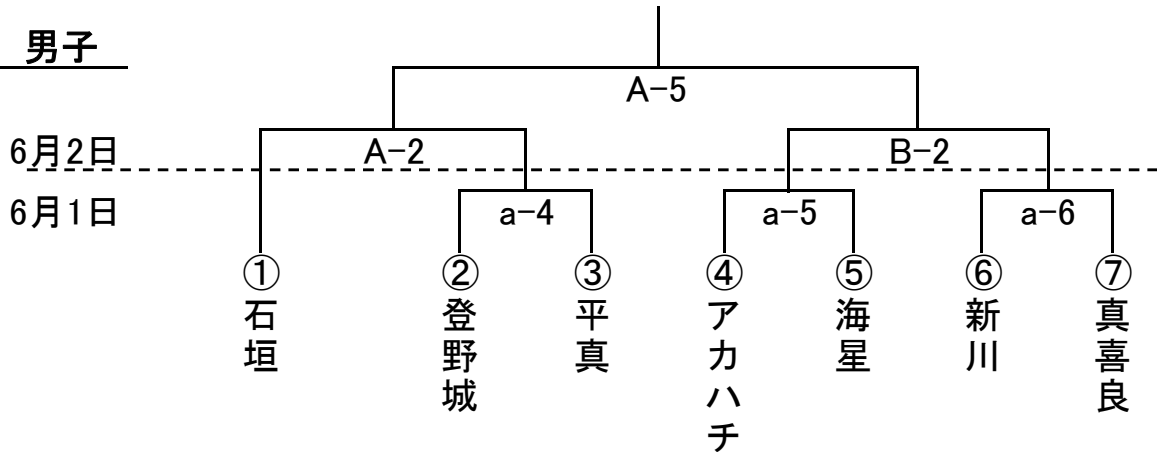 男子
A-5
6月2日
A-2
B-2
6月1日
a-4
a-5
a-6
①
石垣
②
登野城
③
平真
④
アカハチ
⑤
海星
⑥
新川
⑦
真喜良